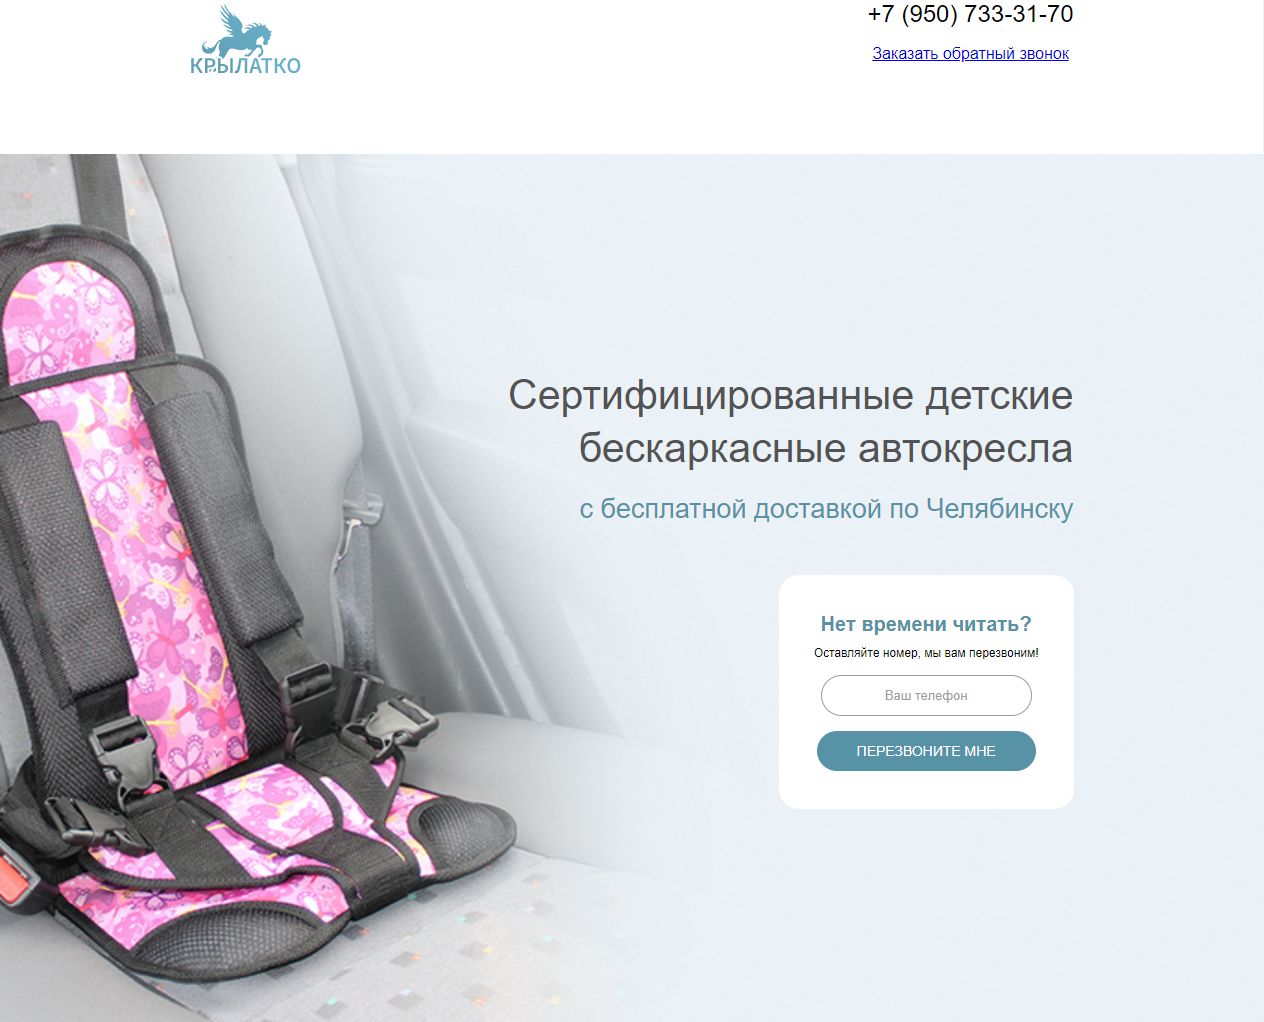 КРЫЛАТКО
+7 (950) 733-31-70
Заказать обратный звонок
Сертифицированные детские
бескаркасные автокресла
с бесплатной доставкой по Челябинску
Нет времени читать?
Оставляйте номер, мы вам перезвоним!
Ваш телефон
ПЕРЕЗВОНИТЕ МНЕ